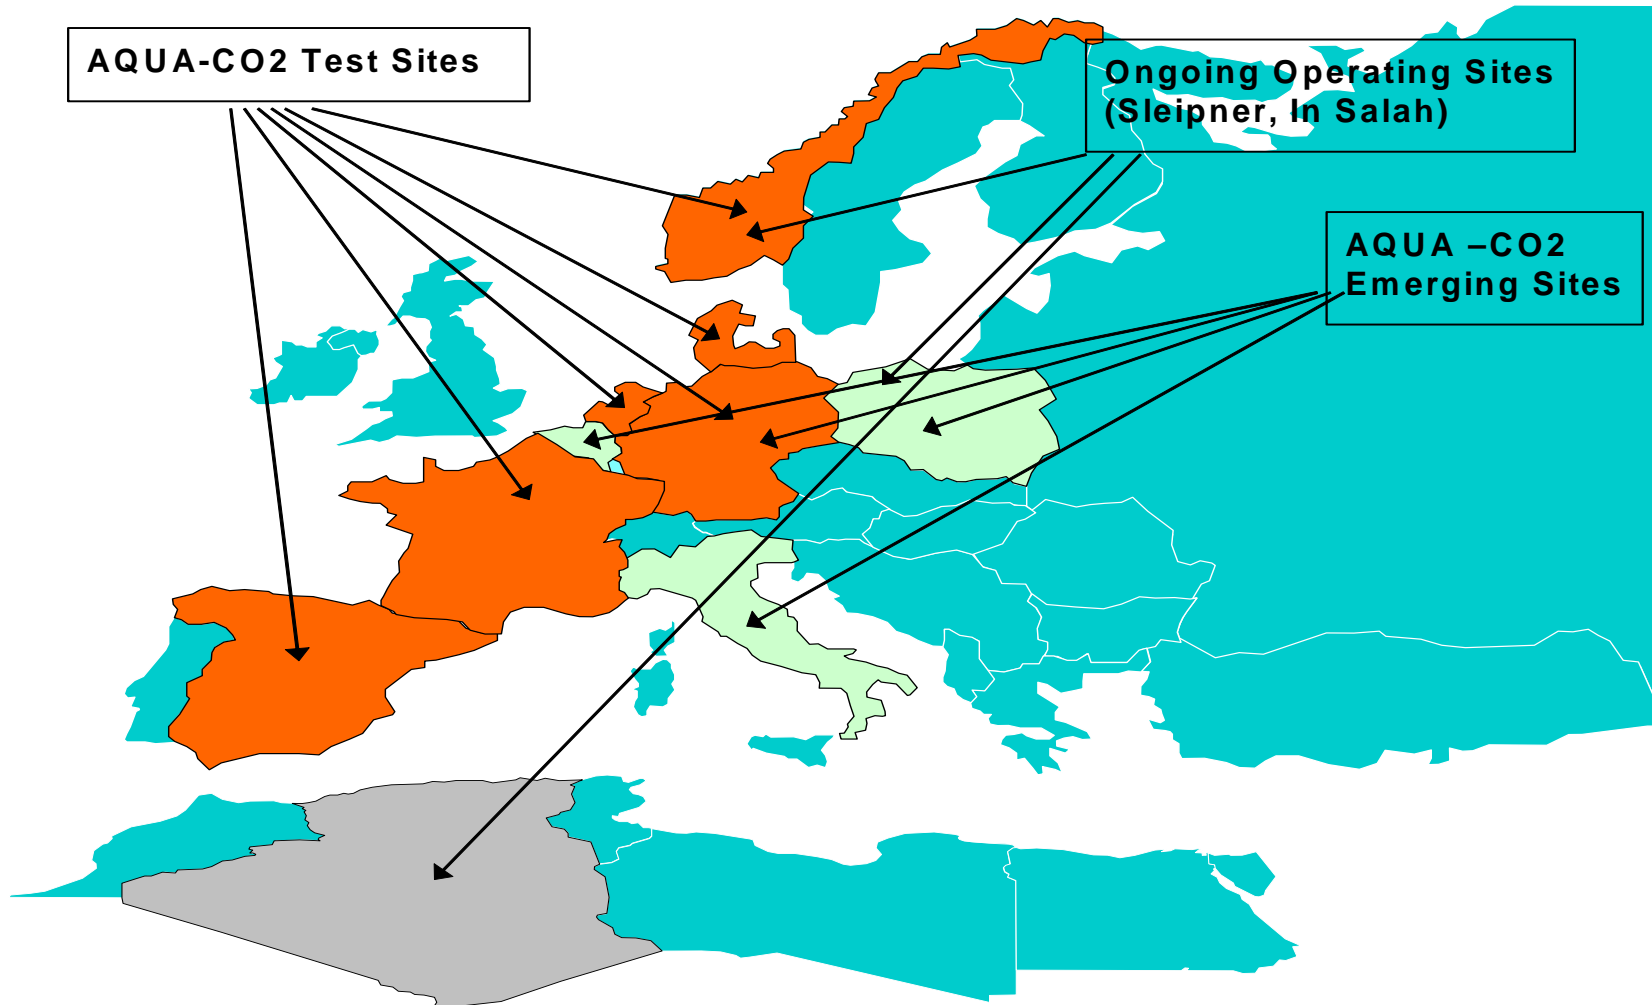 AQUA-CO2 Test Sites
Ongoing Operating Sites
(Sleipner, In Salah)
AQUA –CO2
Emerging Sites